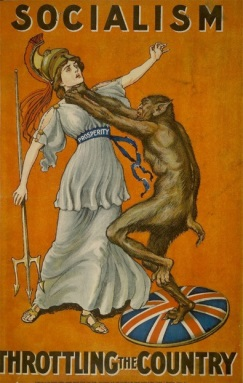 SOCIALISM
PROSPERITY
THROTTLING THE COUNTRY